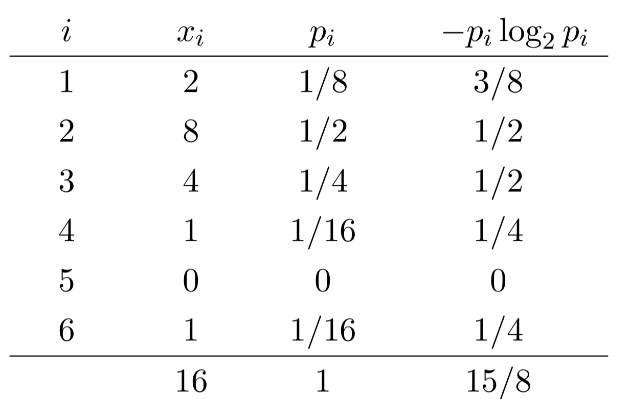 i x_i p_i −p_i log_2 p_i
1 2 1/8 3/8
2 8 1/2 1/2
3 4 1/4 1/2
4 1 1/16 1/4
5 0 0 0
6 1 1/16 1/4
16 1 15/8